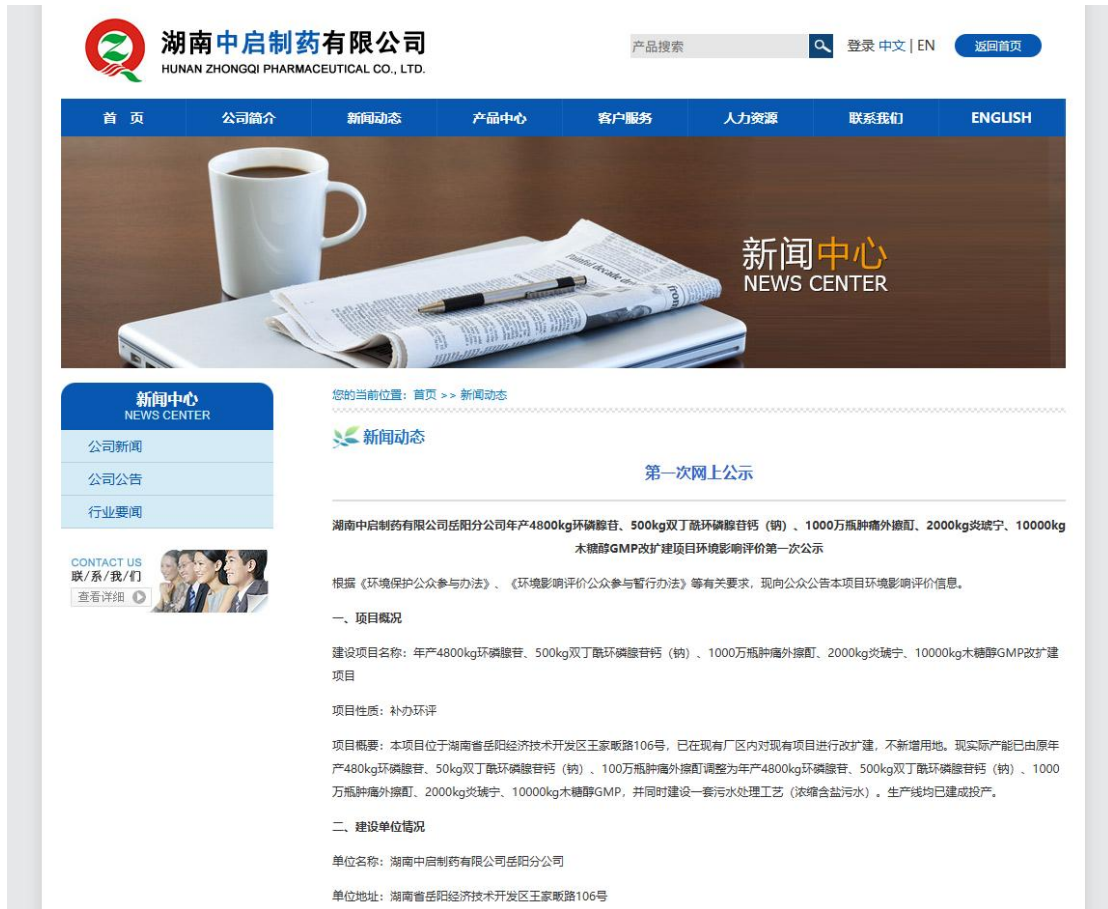 湖南中启制药有限公司
HUNAN ZHONGQI PHARMACEUTICAL CO., LTD.
产品搜索
登录 中文 | EN
返回首页
首 页 公司简介 新闻动态 产品中心 客户服务 人力资源 联系我们 ENGLISH
新闻中心
NEWS CENTER
新闻中心
NEWS CENTER
公司新闻
公司公告
行业要闻
CONTACT US
联/系/我/们
查看详细
您的当前位置：首页 >> 新闻动态
新闻动态
第一次网上公示
湖南中启制药有限公司岳阳分公司年产4800kg环磷腺苷、500kg双丁酰环磷腺苷钙（钠）、1000万瓶肿痛外擦酊、2000kg炎琥宁、10000kg
木糖醇GMP改扩建项目环境影响评价第一次公示
根据《环境保护公众参与办法》、《环境影响评价公众参与暂行办法》等有关要求，现向公众公告本项目环境影响评价信息。
一、项目概况
建设项目名称：年产4800kg环磷腺苷、500kg双丁酰环磷腺苷钙（钠）、1000万瓶肿痛外擦酊、2000kg炎琥宁、10000kg木糖醇GMP改扩建
项目
项目性质：补办环评
项目概要：本项目位于湖南省岳阳经济技术开发区王家畈路106号，已在现有厂区内对现有项目进行改扩建，不新增用地。现实际产能已由原年
产480kg环磷腺苷、50kg双丁酰环磷腺苷钙（钠）、100万瓶肿痛外擦酊调整为年产4800kg环磷腺苷、500kg双丁酰环磷腺苷钙（钠）、1000
万瓶肿痛外擦酊、2000kg炎琥宁、10000kg木糖醇GMP，并同时建设一套污水处理工艺（浓缩含盐污水）。生产线均已建成投产。
二、建设单位情况
单位名称：湖南中启制药有限公司岳阳分公司
单位地址：湖南省岳阳经济技术开发区王家畈路106号